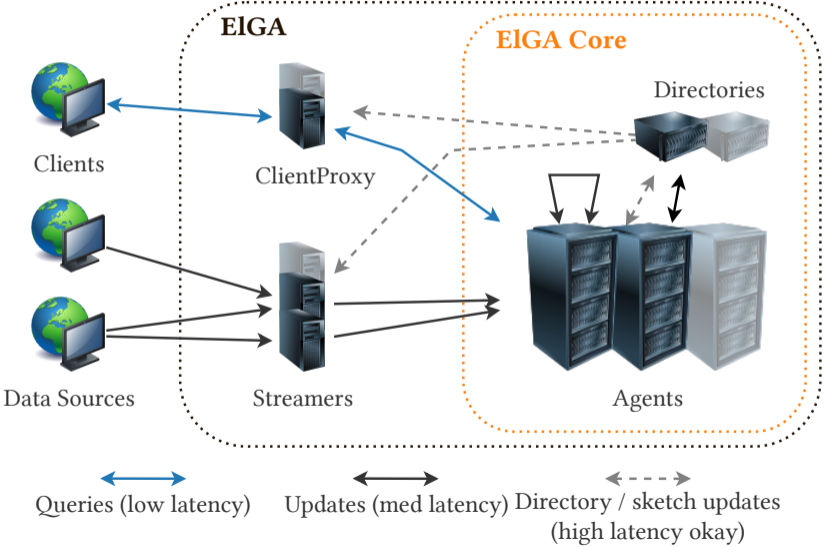 ElGA
ElGA Core
Directories
Clients
ClientProxy
Data Sources
Streamers
Agents
Queries (low latency)
Updates (med latency)
Directory / sketch updates
(high latency okay)